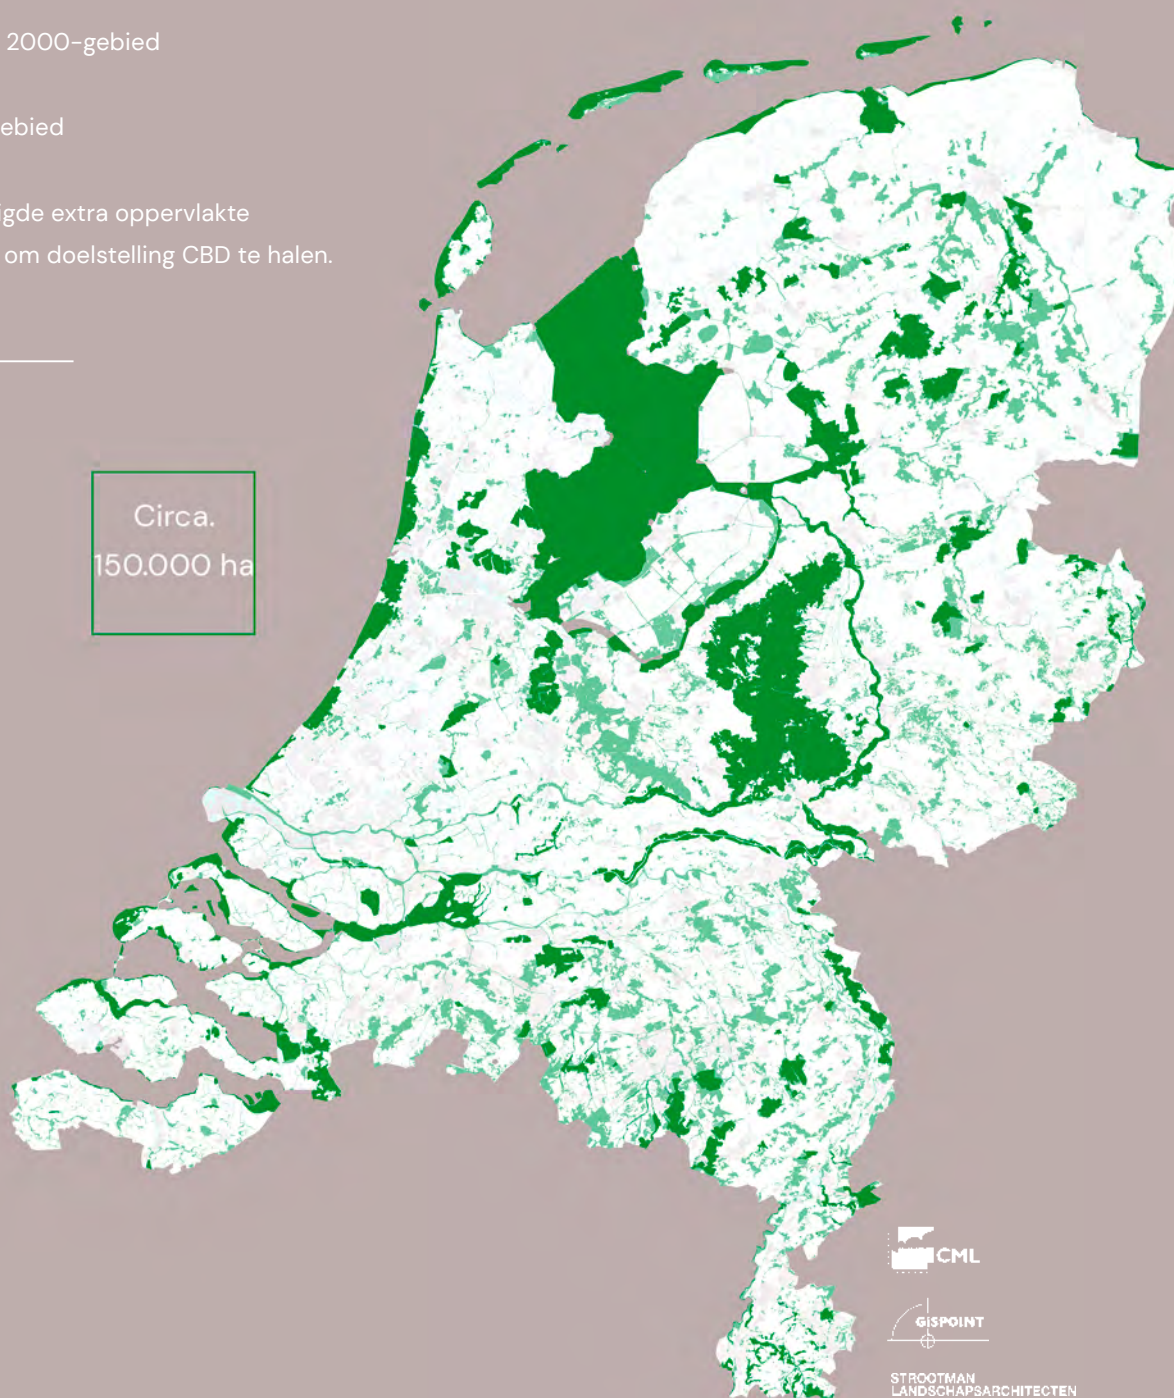 2000-gebied
ebied
igde extra oppervlakte
om doelstelling CBD te halen.
Circa.
150.000 ha
CML
GISPOINT
STROOTMAN
LANDSCHAPSARCHITECTEN